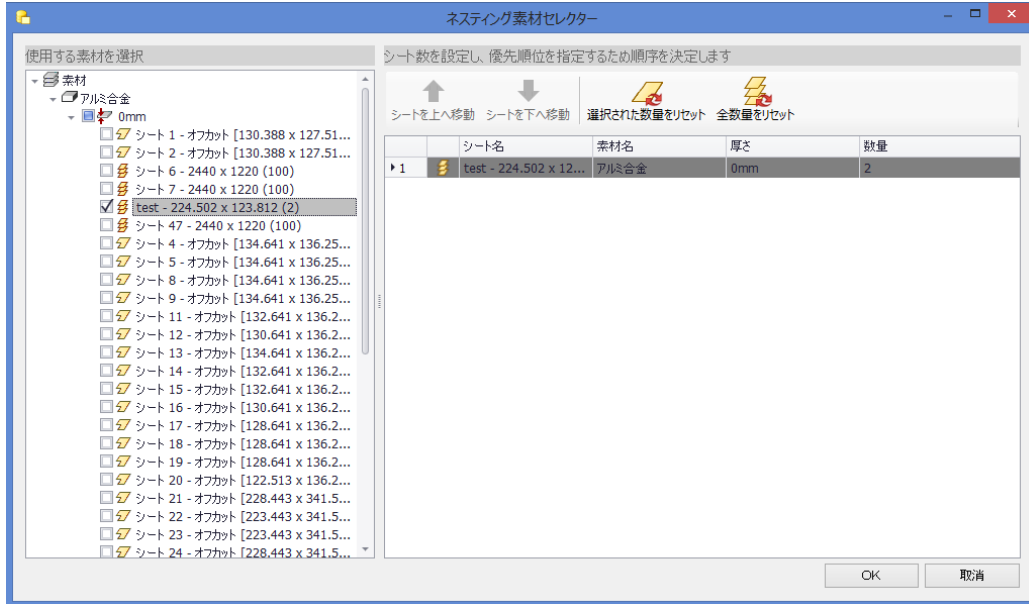 ネスティング素材セレクター
使用する素材を選択
素材
アルミ合金
0mm
シート 1 - オフカット [130.388 x 127.51...
シート 2 - オフカット [130.388 x 127.51...
シート 6 - 2440 x 1220 (100)
シート 7 - 2440 x 1220 (100)
test - 224.502 x 123.812 (2)
シート 47 - 2440 x 1220 (100)
シート 4 - オフカット [134.641 x 136.25...
シート 5 - オフカット [134.641 x 136.25...
シート 8 - オフカット [134.641 x 136.25...
シート 9 - オフカット [134.641 x 136.25...
シート 11 - オフカット [132.641 x 136.2...
シート 12 - オフカット [130.641 x 136.2...
シート 13 - オフカット [134.641 x 136.2...
シート 14 - オフカット [132.641 x 136.2...
シート 15 - オフカット [132.641 x 136.2...
シート 16 - オフカット [130.641 x 136.2...
シート 17 - オフカット [128.641 x 136.2...
シート 18 - オフカット [128.641 x 136.2...
シート 19 - オフカット [128.641 x 136.2...
シート 20 - オフカット [122.513 x 136.2...
シート 21 - オフカット [228.443 x 341.5...
シート 22 - オフカット [223.443 x 341.5...
シート 23 - オフカット [223.443 x 341.5...
シート 24 - オフカット [228.443 x 341.5...
シート数を設定し、優先順位を指定するため順序を決定します
シートを上へ移動 シートを下へ移動 選択された数量をリセット 全数量をリセット
シート名 素材名 厚さ 数量
1 test - 224.502 x 12... アルミ合金 0mm 2
OK 取消